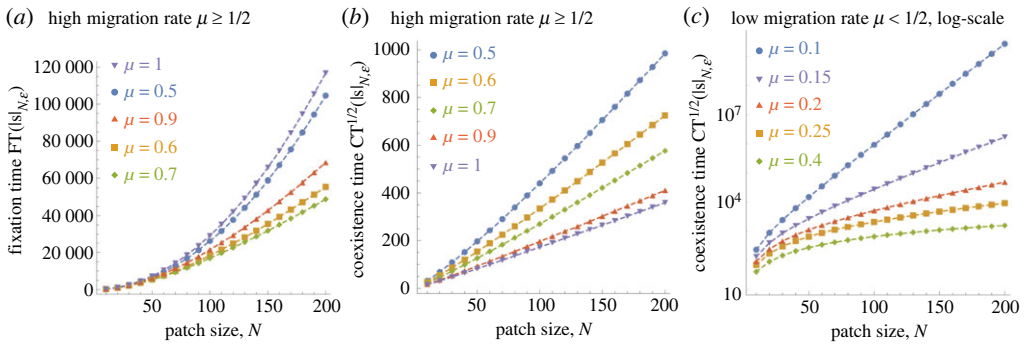 (a) high migration rate μ ≥ 1/2
fixation time FT(|s|N,ε)
120 000
100 000
80 000
60 000
40 000
20 000
0
μ = 1
μ = 0.5
μ = 0.9
μ = 0.6
μ = 0.7
50 100 150 200
patch size, N
(b) high migration rate μ ≥ 1/2
coexistence time CT1/2(|s|N,ε)
1000
800
600
400
200
0
μ = 0.5
μ = 0.6
μ = 0.7
μ = 0.9
μ = 1
50 100 150 200
patch size, N
(c) low migration rate μ < 1/2, log-scale
coexistence time CT1/2(|s|N,ε)
10^7
10^4
10
μ = 0.1
μ = 0.15
μ = 0.2
μ = 0.25
μ = 0.4
50 100 150 200
patch size, N